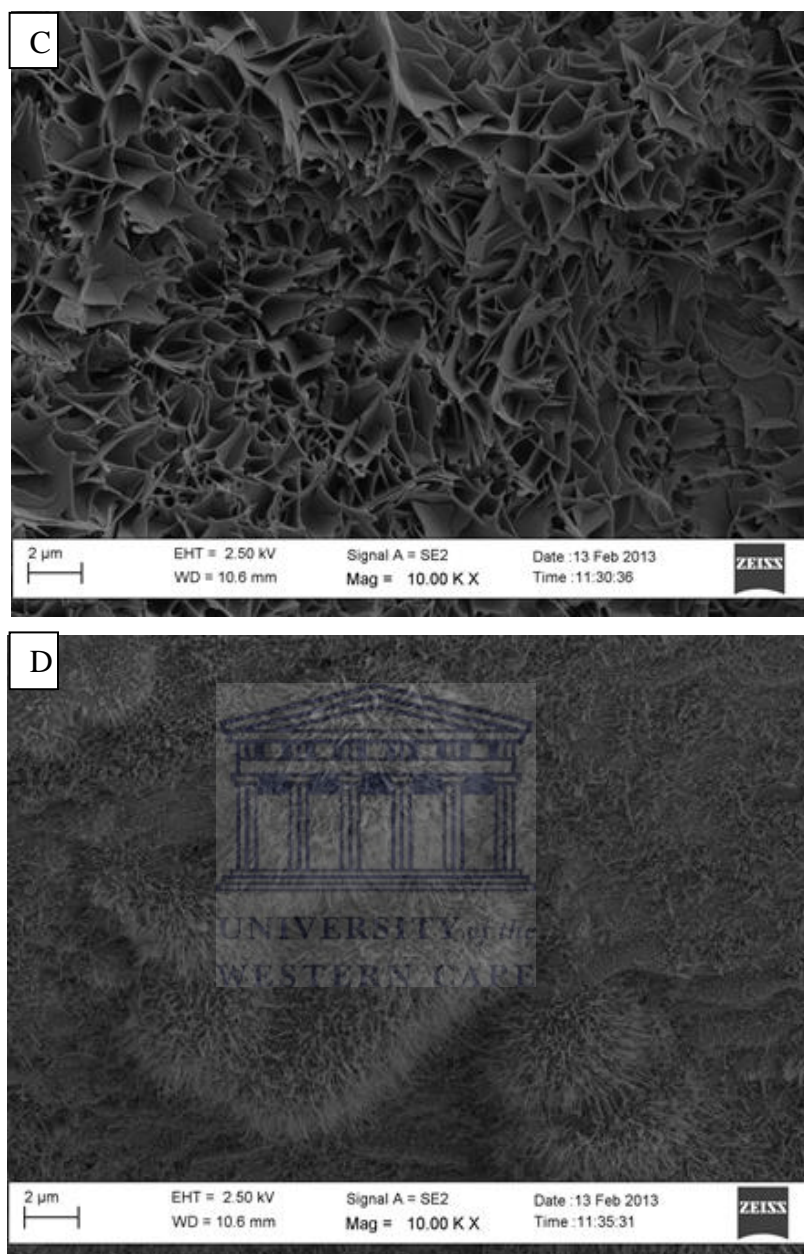 C
2 µm
EHT = 2.50 kV
Signal A = SE2
Date :13 Feb 2013
ZEISS
WD = 10.6 mm
Mag = 10.00 K X
Time :11:30:36
D
UNIVERSITY of the
WESTERN CAPE
2 µm
EHT = 2.50 kV
Signal A = SE2
Date :13 Feb 2013
ZEISS
WD = 10.6 mm
Mag = 10.00 K X
Time :11:35:31